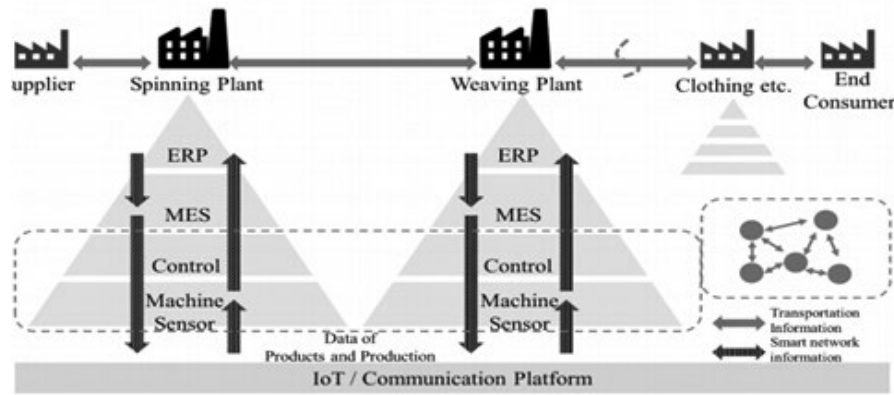 upplier
Spinning Plant
Weaving Plant
Clothing etc.
End
Consumer
ERP
ERP
MES
MES
Control
Control
Machine
Sensor
Machine
Sensor
Data of
Products and Production
Transportation
Information
Smart network
information
IoT / Communication Platform